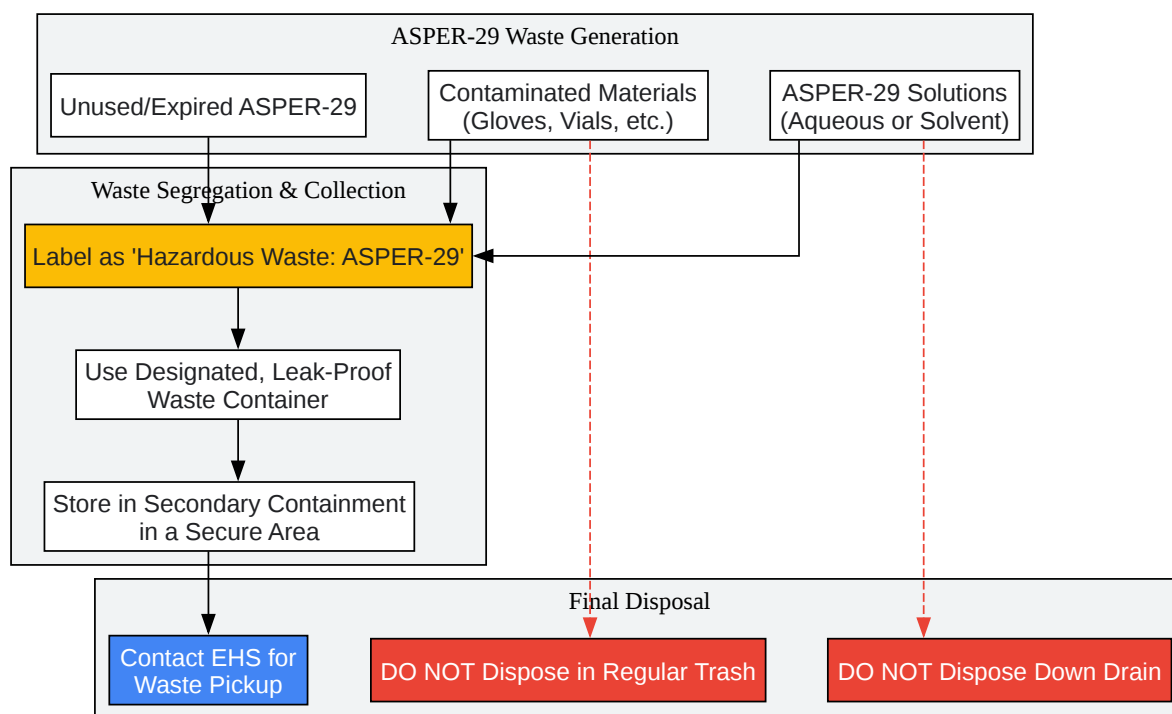 ASPER-29 Waste Generation
Unused/Expired ASPER-29
Contaminated Materials
(Gloves, Vials, etc.)
ASPER-29 Solutions
(Aqueous or Solvent)
Waste Segregation & Collection
Label as 'Hazardous Waste: ASPER-29'
Use Designated, Leak-Proof
Waste Container
Store in Secondary Containment
in a Secure Area
Final Disposal
Contact EHS for
Waste Pickup
DO NOT Dispose in Regular Trash
DO NOT Dispose Down Drain